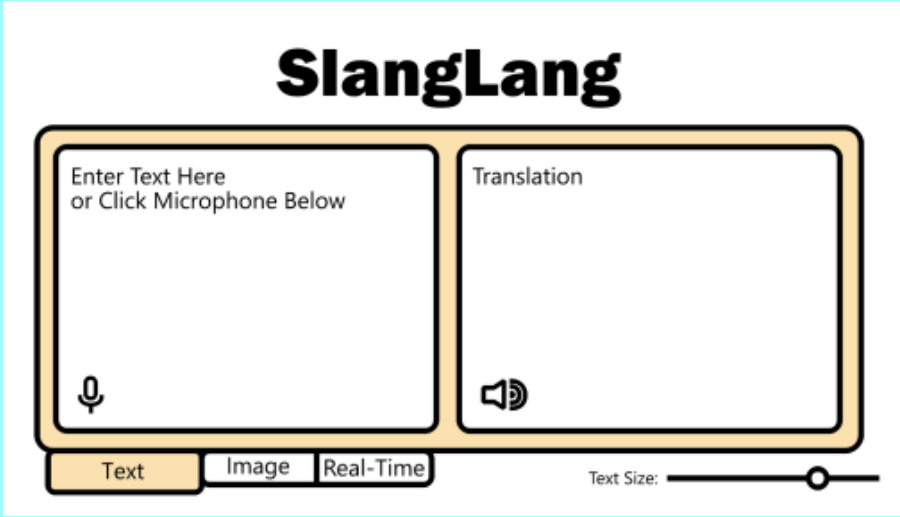 SlangLang
Enter Text Here
or Click Microphone Below
Translation
Text
Image
Real-Time
Text Size: